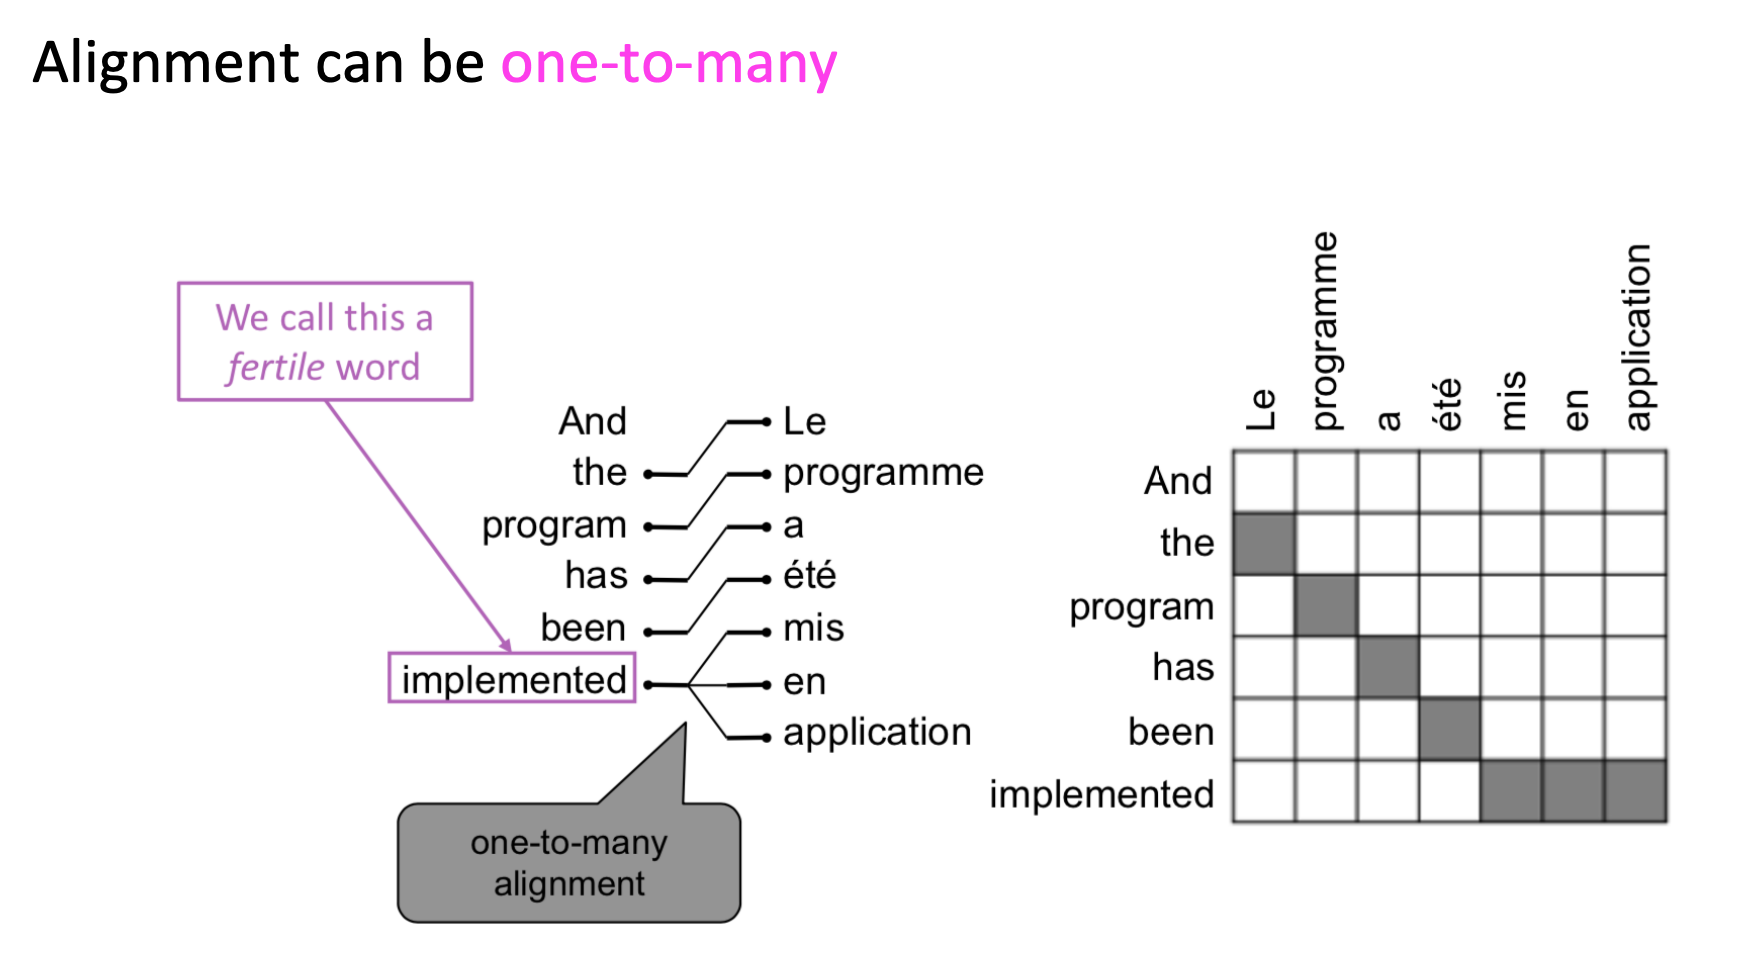 Alignment can be one-to-many
We call this a
fertile word
And
the
program
has
been
implemented
Le
programme
a
été
mis
en
application
one-to-many
alignment
Le
programme
a
été
mis
en
application
And
the
program
has
been
implemented